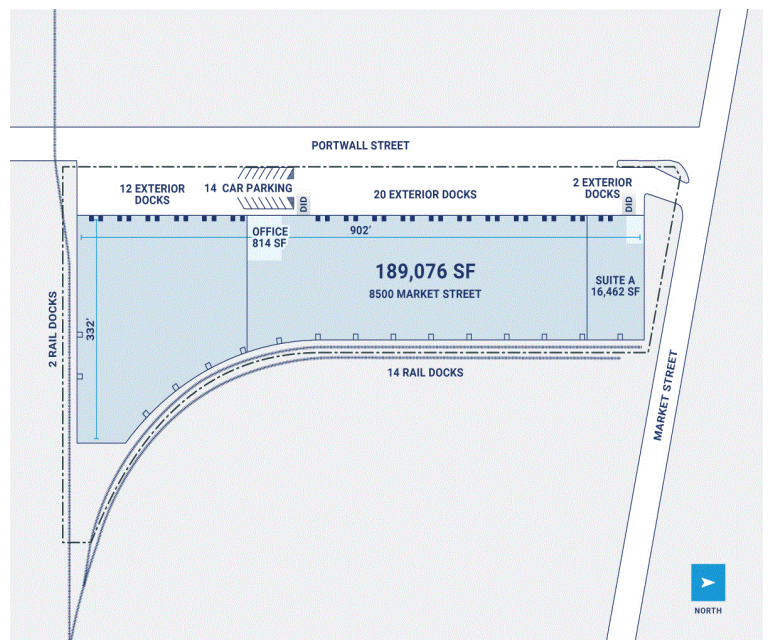 PORTWALL STREET
12 EXTERIOR
DOCKS
14 CAR PARKING
DID
20 EXTERIOR DOCKS
2 EXTERIOR
DOCKS
DID
OFFICE
814 SF
902'
189,076 SF
8500 MARKET STREET
SUITE A
16,462 SF
2 RAIL DOCKS
332'
14 RAIL DOCKS
MARKET STREET
NORTH